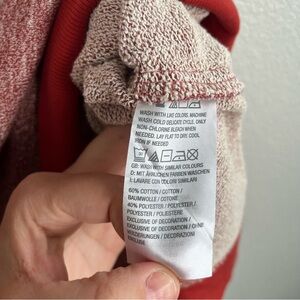 WASH WITH LIKE COLORS. MACHINE
WASH COLD DELICATE CYCLE. ONLY
NON-CHLORINE BLEACH WHEN
NEEDED. LAY FLAT TO DRY. COOL
IRON IF NEEDED
GB: WASH WITH SIMILAR COLOURS
D: MIT ÄHNLICHEN FARBEN WASCHEN
I: LAVARE CON COLORI SIMILARI
60% COTTON / COTON /
BAUMWOLLE / COTONE
40% POLYESTER / POLYESTER /
POLYESTER / POLIESTERE
EXCLUSIVE OF DECORATION /
EXCLUSIVE OF DECORATION / OHNE
DECORAZIONI
ESCLUSE